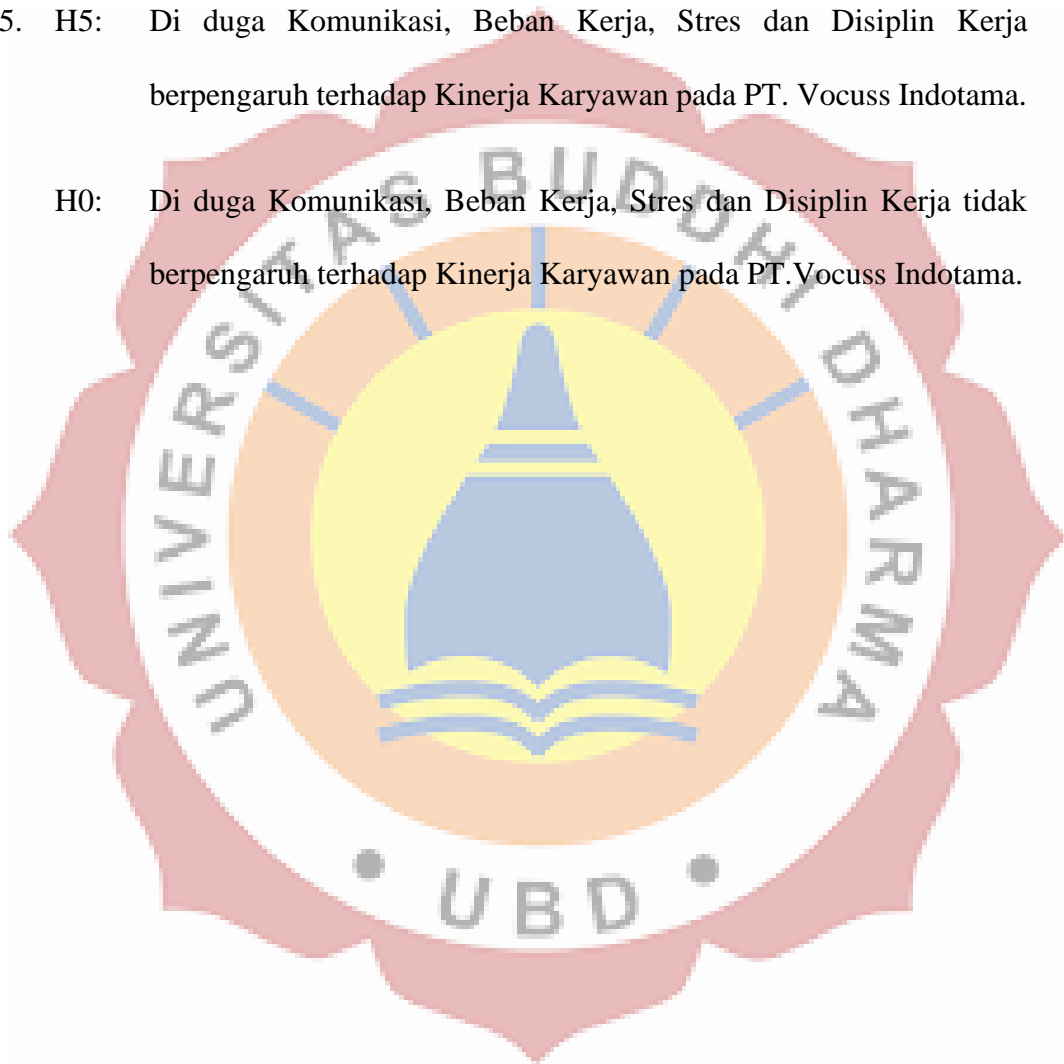 5. H5: Di duga Komunikasi, Beban Kerja, Stres dan Disiplin Kerja
berpengaruh terhadap Kinerja Karyawan pada PT. Vocuss Indotama.
H0: Di duga Komunikasi, Beban Kerja, Stres dan Disiplin Kerja tidak
berpengaruh terhadap Kinerja Karyawan pada PT.Vocuss Indotama.
UNIVERSITAS BUDDHI DHARMA
• UBD •